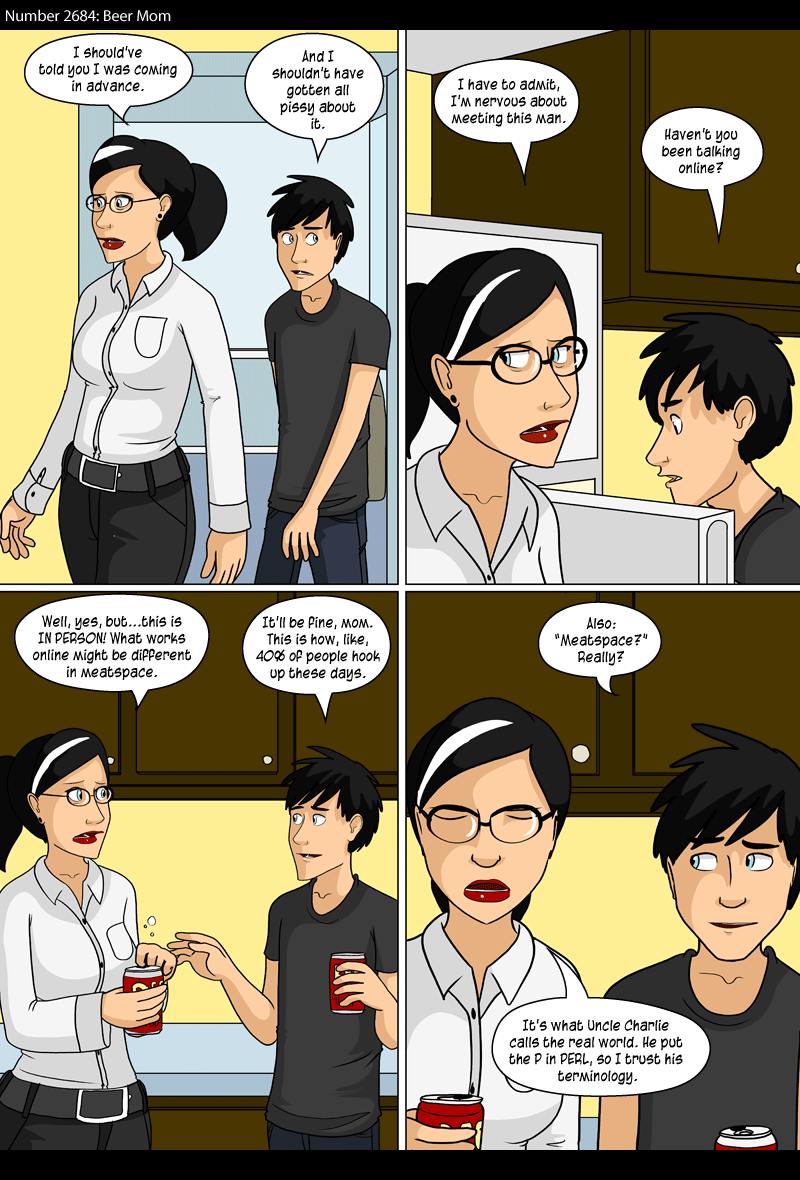 Number 2684: Beer Mom
I should've
told you I was coming
in advance.
And I
shouldn't have
gotten all
pissy about
it.
I have to admit,
I'm nervous about
meeting this man.
Haven't you
been talking
online?
Well, yes, but...this is
IN PERSON! What works
online might be different
in meatspace.
It'll be fine, mom.
This is how, like,
40% of people hook
up these days.
Also:
"Meatspace?"
Really?
It's what Uncle Charlie
calls the real world. He put
the P in PERL, so I trust his
terminology.